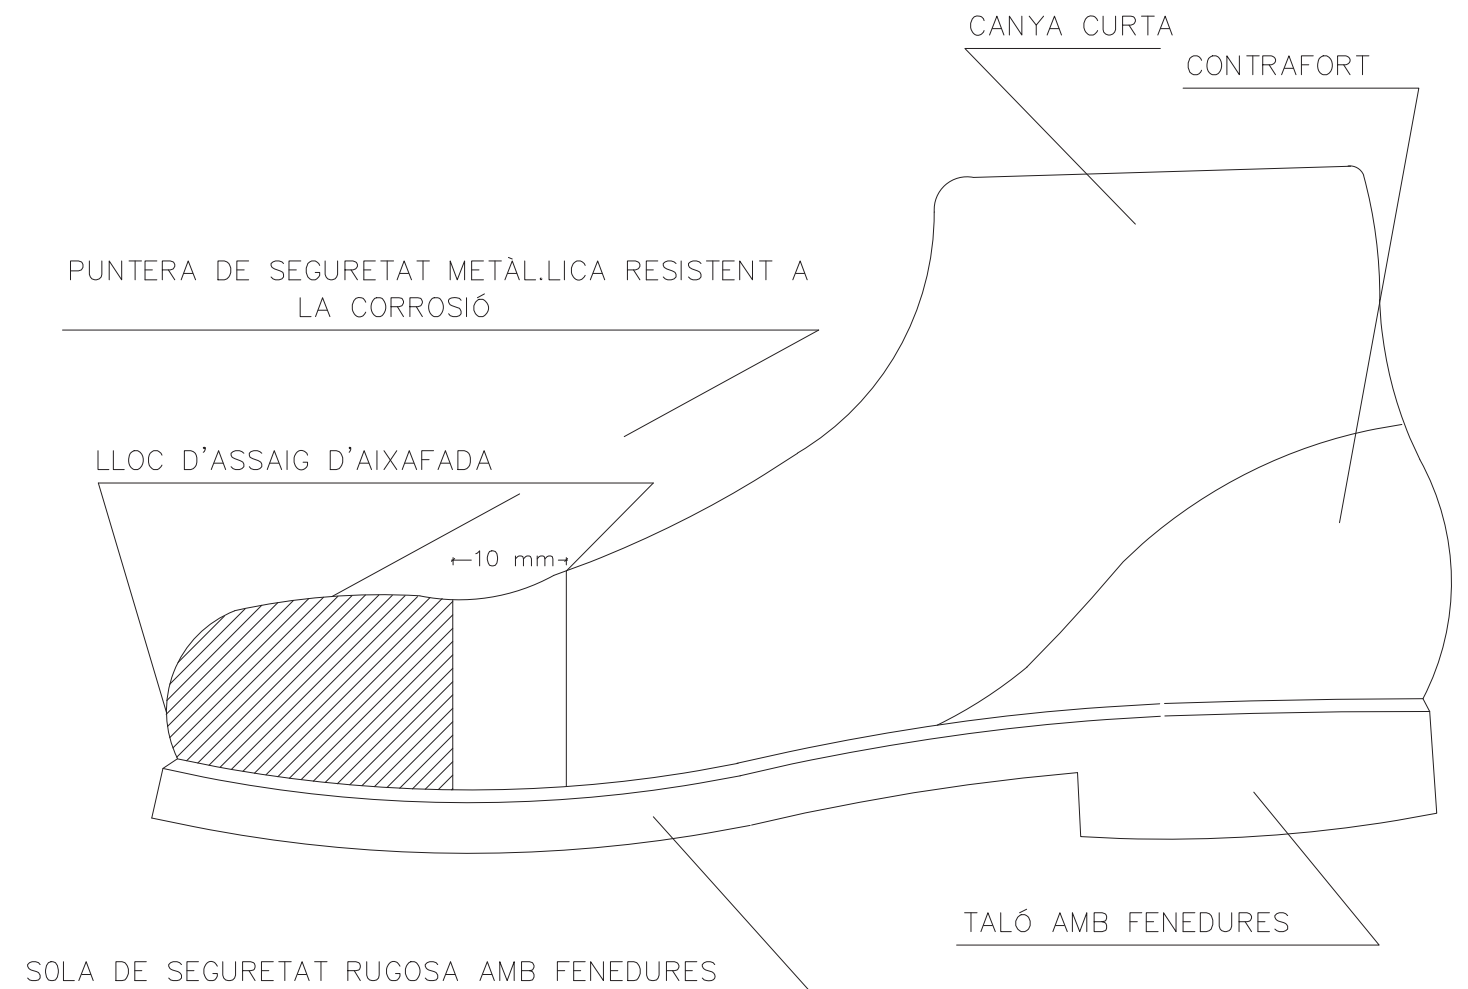 CANYA CURTA
CONTRAFORT
PUNTERA DE SEGURETAT METÀL.LICA RESISTENT A
LA CORROSIÓ
LLOC D'ASSAIG D'AIXAFADA
10 mm
TALÓ AMB FENEDURES
SOLA DE SEGURETAT RUGOSA AMB FENEDURES